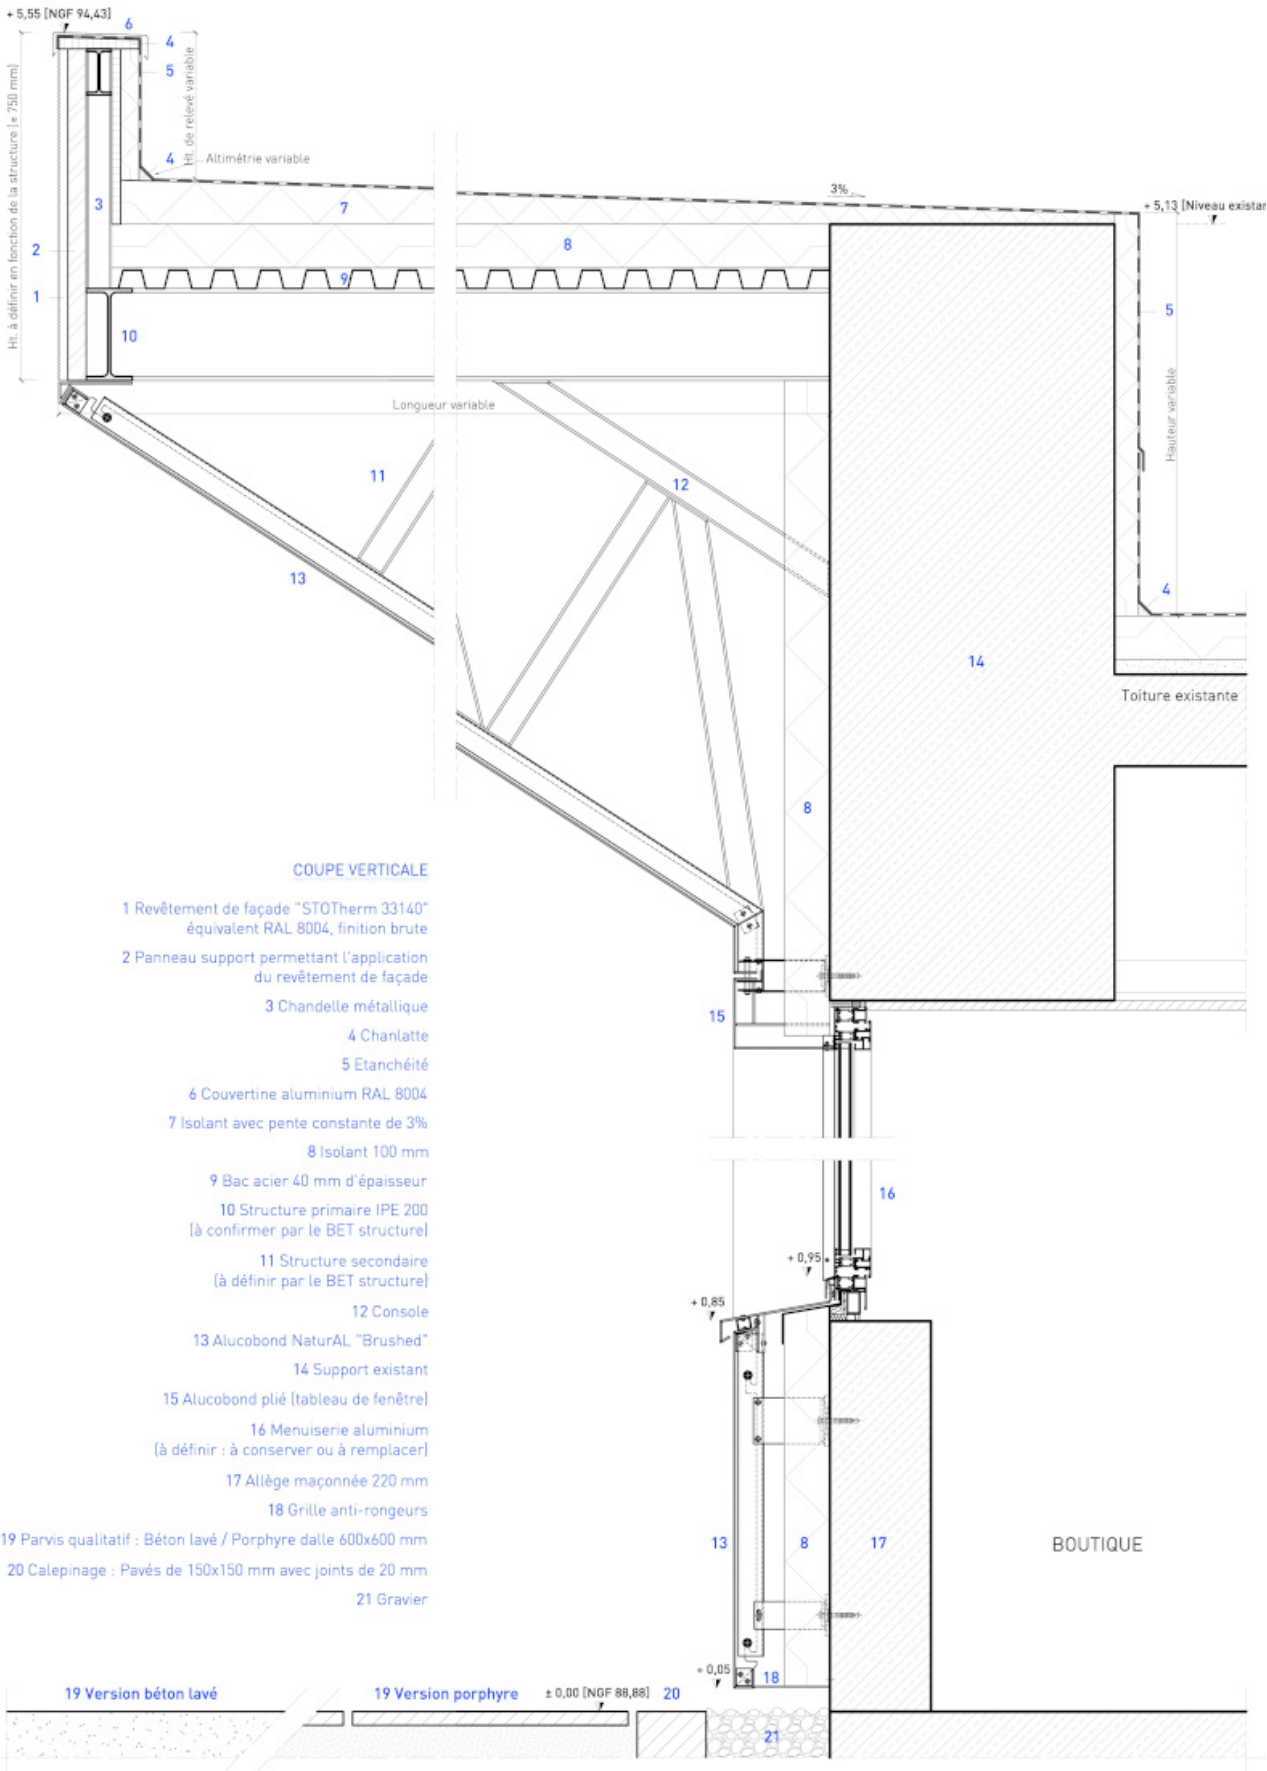 + 5,55 [NGF 94,43]
6
4
5
Ht. de relevé variable
Ht. à définir en fonction de la structure (≤ 750 mm)
4
Altimétrie variable
3%
+ 5,13 [Niveau existan
3
7
2
8
9
1
5
10
Hauteur variable
Longueur variable
11
12
13
4
14
Toiture existante
8
COUPE VERTICALE
1 Revêtement de façade "STOTherm 33140"
équivalent RAL 8004, finition brute
2 Panneau support permettant l'application
du revêtement de façade
3 Chandelle métallique
4 Chanlatte
5 Etanchéité
6 Couvertine aluminium RAL 8004
7 Isolant avec pente constante de 3%
8 Isolant 100 mm
9 Bac acier 40 mm d'épaisseur
10 Structure primaire IPE 200
(à confirmer par le BET structure)
11 Structure secondaire
(à définir par le BET structure)
12 Console
13 Alucobond NaturAL "Brushed"
14 Support existant
15 Alucobond plié (tableau de fenêtre)
16 Menuiserie aluminium
(à définir : à conserver ou à remplacer)
17 Allège maçonnée 220 mm
18 Grille anti-rongeurs
19 Parvis qualitatif : Béton lavé / Porphyre dalle 600x600 mm
20 Calepinage : Pavés de 150x150 mm avec joints de 20 mm
21 Gravier
15
16
+ 0,95
+ 0,85
13
8
17
BOUTIQUE
+ 0,05
18
19 Version béton lavé
19 Version porphyre
± 0,00 [NGF 88,88]
20
21